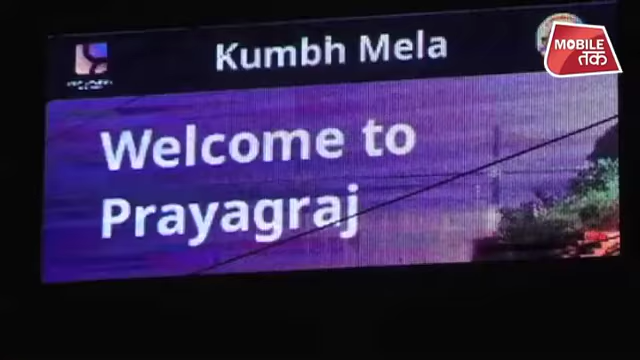 Kumbh Mela
MOBILE
तक
Welcome to
Prayagraj